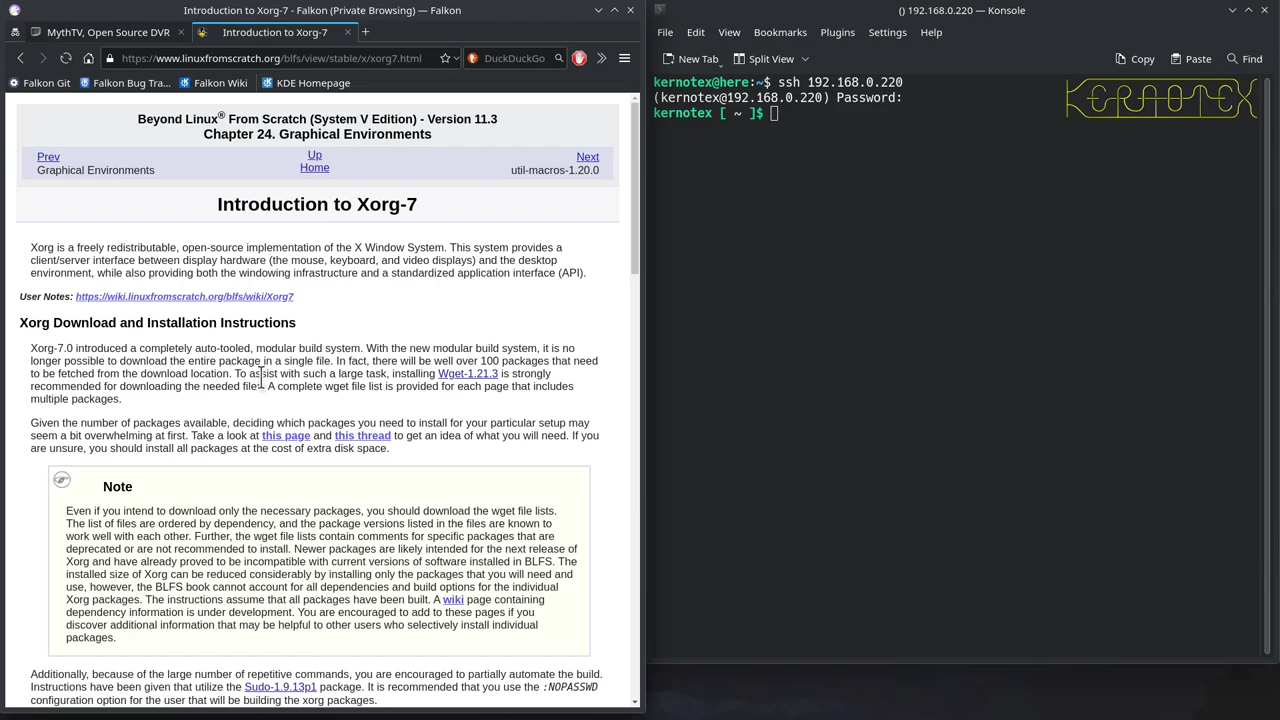 Introduction to Xorg-7 - Falkon (Private Browsing) — Falkon
MythTV, Open Source DVR
Introduction to Xorg-7
https://www.linuxfromscratch.org/blfs/view/stable/x/xorg7.html
DuckDuckGo
Falkon Git
Falkon Bug Tra...
Falkon Wiki
KDE Homepage
Beyond Linux® From Scratch (System V Edition) - Version 11.3
Chapter 24. Graphical Environments
Prev
Up
Next
Graphical Environments
Home
util-macros-1.20.0
Introduction to Xorg-7
Xorg is a freely redistributable, open-source implementation of the X Window System. This system provides a
client/server interface between display hardware (the mouse, keyboard, and video displays) and the desktop
environment, while also providing both the windowing infrastructure and a standardized application interface (API).
User Notes: https://wiki.linuxfromscratch.org/blfs/wiki/Xorg7
Xorg Download and Installation Instructions
Xorg-7.0 introduced a completely auto-tooled, modular build system. With the new modular build system, it is no
longer possible to download the entire package in a single file. In fact, there will be well over 100 packages that need
to be fetched from the download location. To assist with such a large task, installing Wget-1.21.3 is strongly
recommended for downloading the needed files. A complete wget file list is provided for each page that includes
multiple packages.
Given the number of packages available, deciding which packages you need to install for your particular setup may
seem a bit overwhelming at first. Take a look at this page and this thread to get an idea of what you will need. If you
are unsure, you should install all packages at the cost of extra disk space.
Note
Even if you intend to download only the necessary packages, you should download the wget file lists.
The list of files are ordered by dependency, and the package versions listed in the files are known to
work well with each other. Further, the wget file lists contain comments for specific packages that are
deprecated or are not recommended to install. Newer packages are likely intended for the next release of
Xorg and have already proved to be incompatible with current versions of software installed in BLFS. The
installed size of Xorg can be reduced considerably by installing only the packages that you will need and
use, however, the BLFS book cannot account for all dependencies and build options for the individual
Xorg packages. The instructions assume that all packages have been built. A wiki page containing
dependency information is under development. You are encouraged to add to these pages if you
discover additional information that may be helpful to other users who selectively install individual
packages.
Additionally, because of the large number of repetitive commands, you are encouraged to partially automate the build.
Instructions have been given that utilize the Sudo-1.9.13p1 package. It is recommended that you use the :NOPASSWD
configuration option for the user that will be building the xorg packages.
() 192.168.0.220 — Konsole
File Edit View Bookmarks Plugins Settings Help
New Tab
Split View
Copy
Paste
Find
kernotex@here:~$ ssh 192.168.0.220
(kernotex@192.168.0.220) Password:
kernotex [ ~ ]$
KERNOTEX